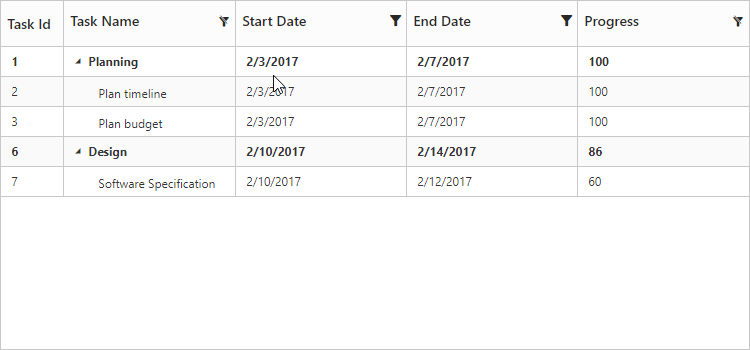 Task Id Task Name Start Date End Date Progress
1 Planning 2/3/2017 2/7/2017 100
2 Plan timeline 2/3/2017 2/7/2017 100
3 Plan budget 2/3/2017 2/7/2017 100
6 Design 2/10/2017 2/14/2017 86
7 Software Specification 2/10/2017 2/12/2017 60